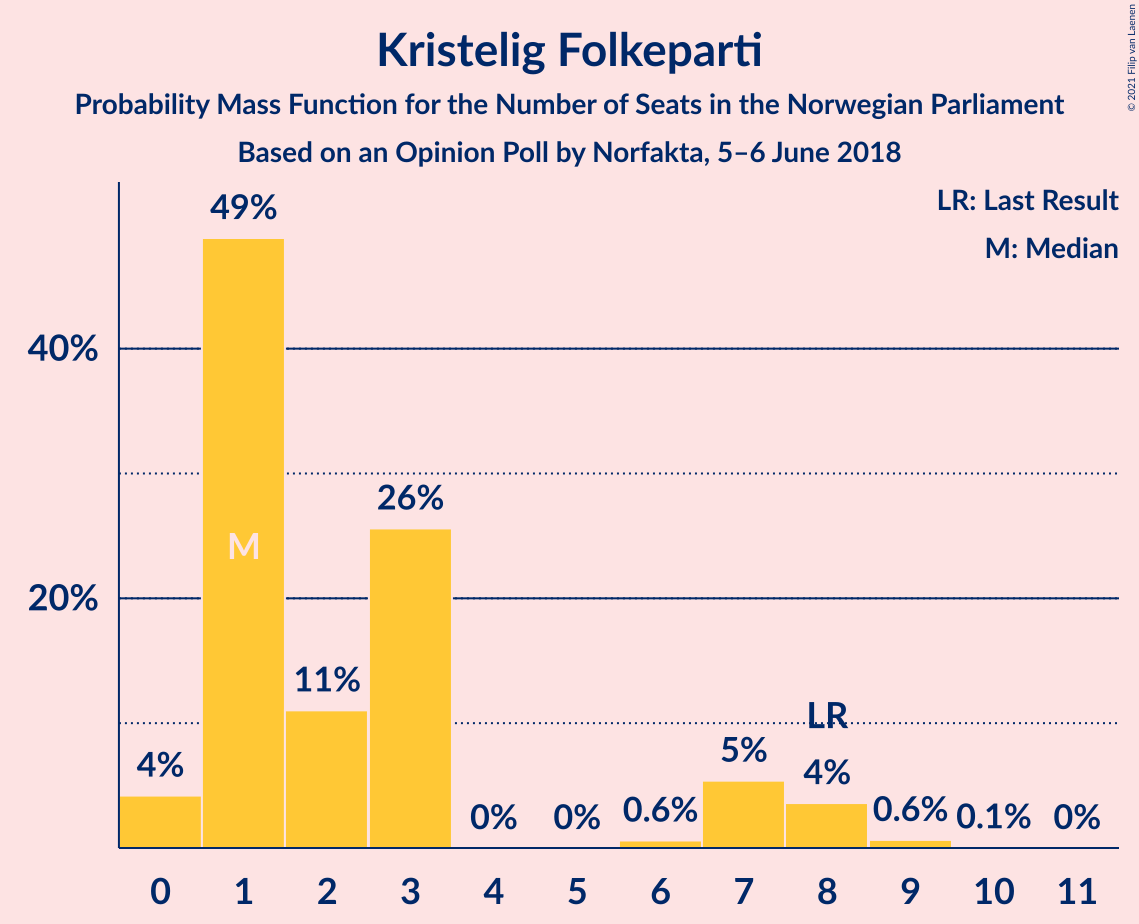 Kristelig Folkeparti
Probability Mass Function for the Number of Seats in the Norwegian Parliament
Based on an Opinion Poll by Norfakta, 5–6 June 2018
© 2021 Filip van Laenen
LR: Last Result
M: Median
49%
40%
26%
M
20%
11%
LR
4%
5%
4%
0%
0%
0.6%
0.6%
0.1%
0%
0 1 2 3 4 5 6 7 8 9 10 11